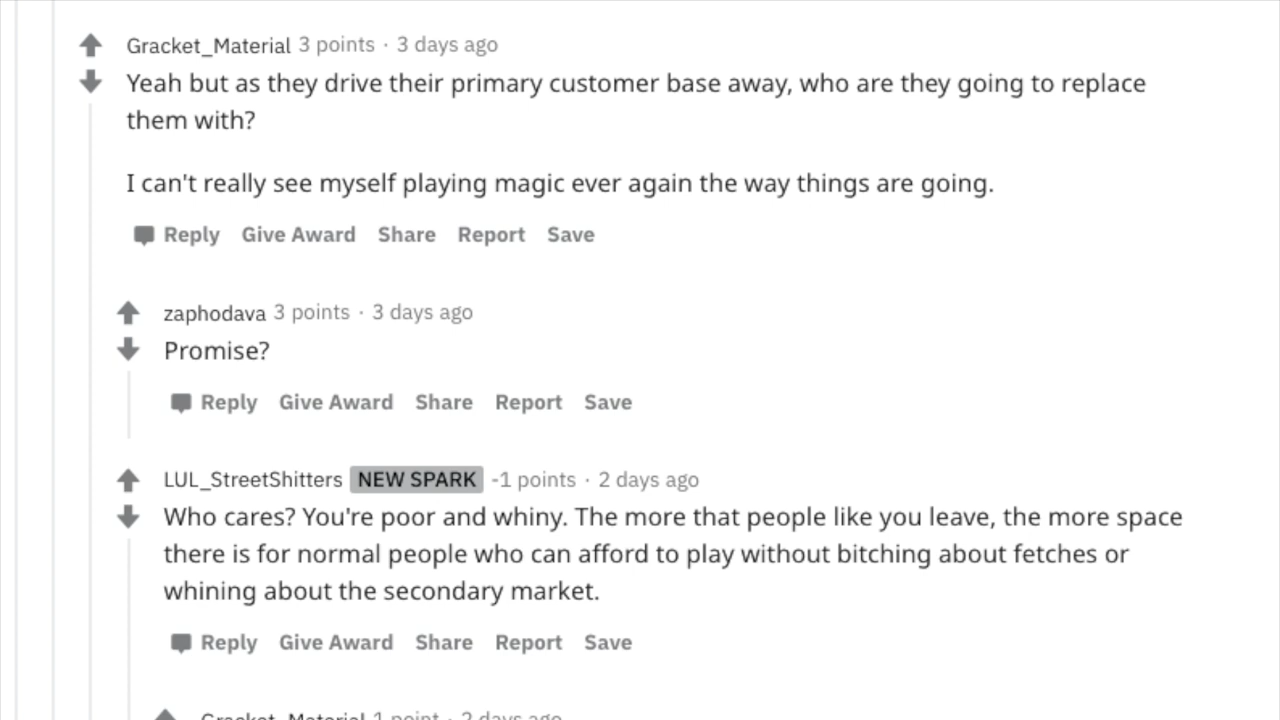 Gracket_Material 3 points · 3 days ago
Yeah but as they drive their primary customer base away, who are they going to replace
them with?
I can't really see myself playing magic ever again the way things are going.
Reply Give Award Share Report Save
zaphodava 3 points · 3 days ago
Promise?
Reply Give Award Share Report Save
LUL_StreetShitters NEW SPARK -1 points · 2 days ago
Who cares? You're poor and whiny. The more that people like you leave, the more space
there is for normal people who can afford to play without bitching about fetches or
whining about the secondary market.
Reply Give Award Share Report Save
Gracket_Material 1 point · 2 days ago